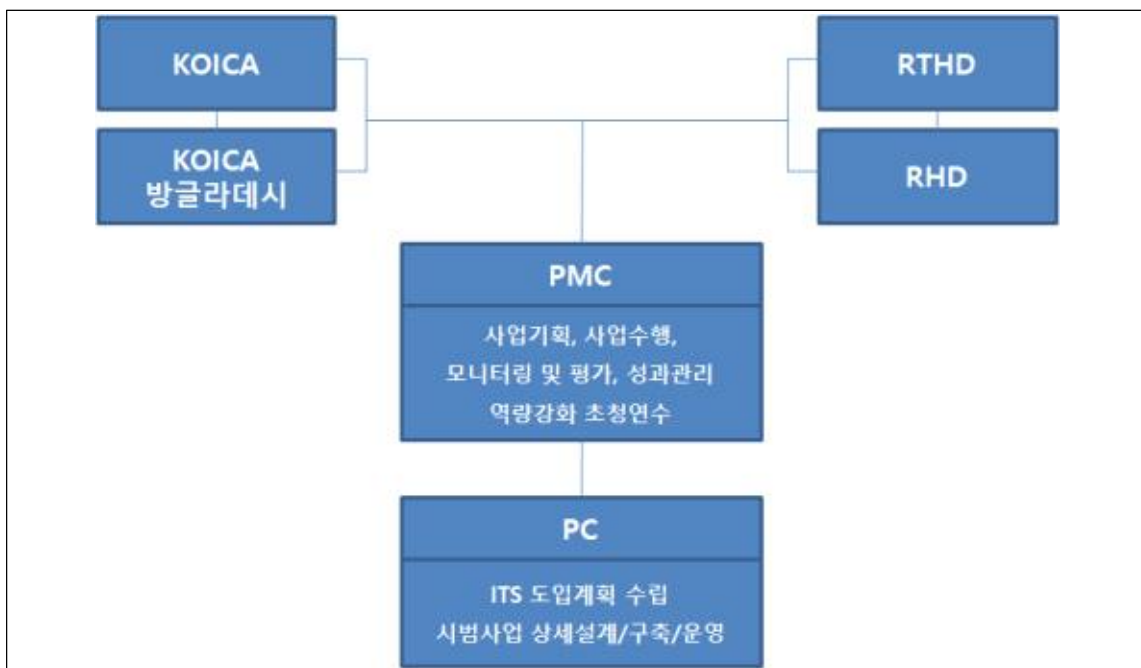 KOICA
KOICA
방글라데시
RTHD
RHD
PMC
사업기획, 사업수행,
모니터링 및 평가, 성과관리
역량강화 초청연수
PC
ITS 도입계획 수립
시범사업 상세설계/구축/운영